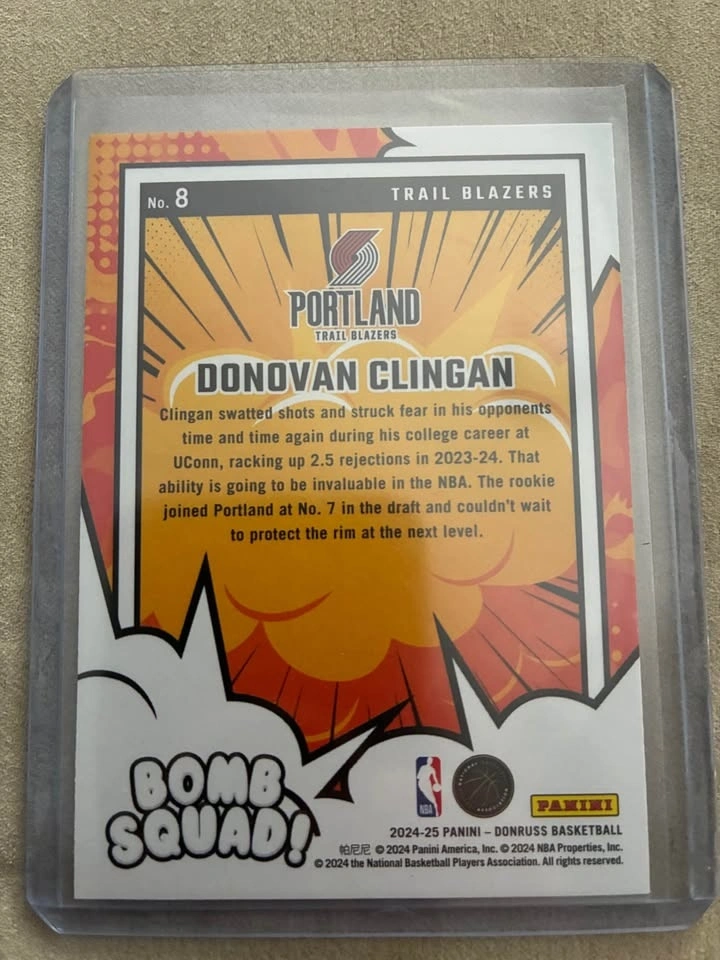 No. 8
TRAIL BLAZERS
PORTLAND
TRAIL BLAZERS
DONOVAN CLINGAN
Clingan swatted shots and struck fear in his opponents
time and time again during his college career at
UConn, racking up 2.5 rejections in 2023-24. That
ability is going to be invaluable in the NBA. The rookie
joined Portland at No. 7 in the draft and couldn't wait
to protect the rim at the next level.
BOMB
SQUAD!
NBA
PANINI
2024-25 PANINI – DONRUSS BASKETBALL
帕尼尼 © 2024 Panini America, Inc. © 2024 NBA Properties, Inc.
© 2024 the National Basketball Players Association. All rights reserved.